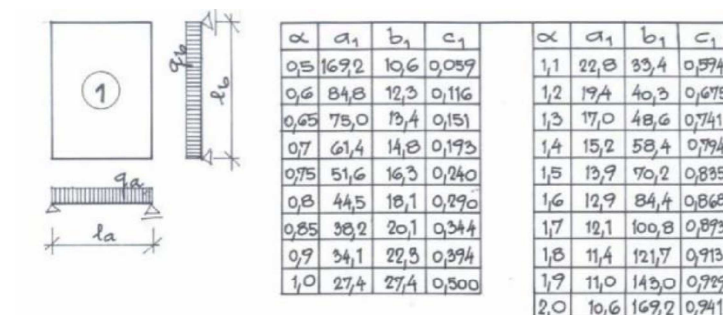 α a₁ b₁ c₁
0,5 169,2 10,6 0,059
0,6 84,8 12,3 0,116
0,65 75,0 13,4 0,151
0,7 61,4 14,8 0,193
0,75 51,6 16,3 0,240
0,8 44,5 18,1 0,290
0,85 38,2 20,1 0,344
0,9 34,1 22,3 0,394
1,0 27,4 27,4 0,500
α a₁ b₁ c₁
1,1 22,8 33,4 0,594
1,2 19,4 40,3 0,675
1,3 17,0 48,6 0,741
1,4 15,2 58,4 0,794
1,5 13,9 70,2 0,835
1,6 12,9 84,4 0,868
1,7 12,1 100,8 0,893
1,8 11,4 121,7 0,913
1,9 11,0 143,0 0,929
2,0 10,6 169,2 0,941
1
qb
lb
qa
la